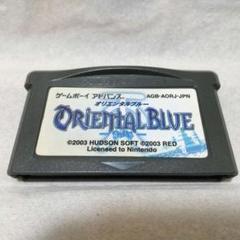 ゲームボーイ アドバンス AGB-AORJ-JPN
オリエンタルブルー
ORIENTAL BLUE
©2003 HUDSON SOFT ©2003 RED
Licensed to Nintendo